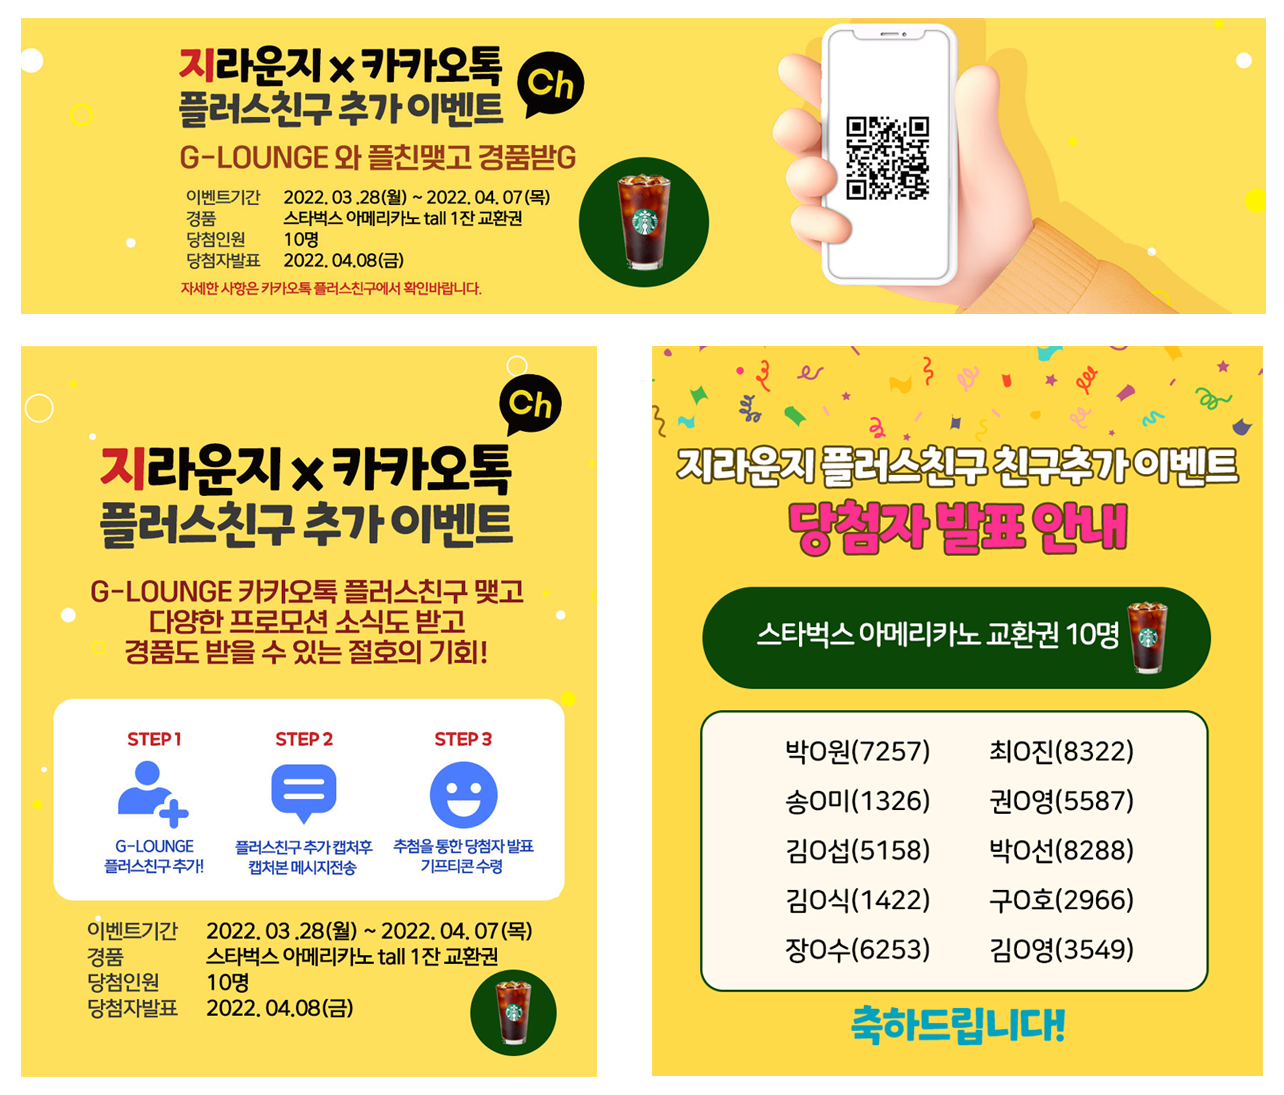 지라운지 x 카카오톡
플러스친구 추가 이벤트
Ch
G-LOUNGE 와 플친맺고 경품받G
이벤트기간 2022. 03 .28(월) ~ 2022. 04. 07(목)
경품 스타벅스 아메리카노 tall 1잔 교환권
당첨인원 10명
당첨자발표 2022. 04.08(금)
자세한 사항은 카카오톡 플러스친구에서 확인바랍니다.
Ch
지라운지 x 카카오톡
플러스친구 추가 이벤트
G-LOUNGE 카카오톡 플러스친구 맺고
다양한 프로모션 소식도 받고
경품도 받을 수 있는 절호의 기회!
STEP 1 STEP 2 STEP 3
G-LOUNGE
플러스친구 추가!
플러스친구 추가 캡처후
캡처본 메시지전송
추첨을 통한 당첨자 발표
기프티콘 수령
이벤트기간 2022. 03 .28(월) ~ 2022. 04. 07(목)
경품 스타벅스 아메리카노 tall 1잔 교환권
당첨인원 10명
당첨자발표 2022. 04.08(금)
지라운지 플러스친구 친구추가 이벤트
당첨자 발표 안내
스타벅스 아메리카노 교환권 10명
박O원(7257) 최O진(8322)
송O미(1326) 권O영(5587)
김O섭(5158) 박O선(8288)
김O식(1422) 구O호(2966)
장O수(6253) 김O영(3549)
축하드립니다!